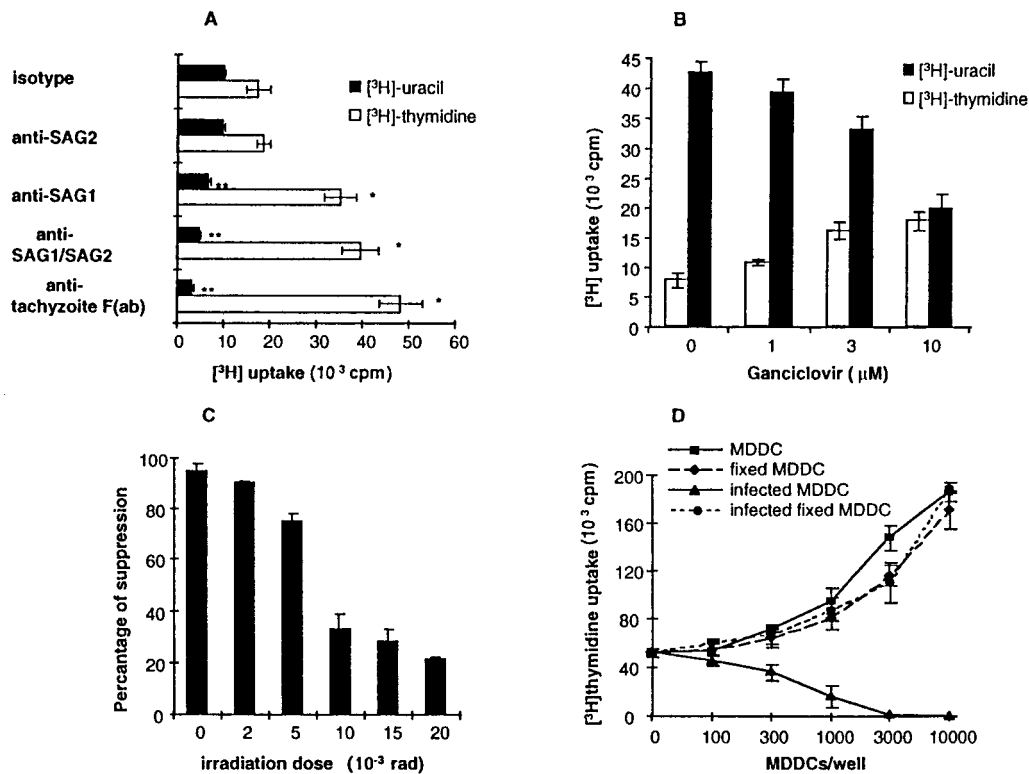 A
isotype
anti-SAG2
anti-SAG1
anti-
SAG1/SAG2
anti-
tachyzoite F(ab)
[³H]-uracil
[³H]-thymidine
**
*
**
*
**
*
0 10 20 30 40 50 60
[³H] uptake (10 ³ cpm)
B
[³H] uptake (10 ³ cpm)
45
40
35
30
25
20
15
10
5
0
[³H]-uracil
[³H]-thymidine
0 1 3 10
Ganciclovir ( µM)
C
Percantage of suppression
100
80
60
40
20
0
0 2 5 10 15 20
irradiation dose (10⁻³ rad)
D
MDDC
fixed MDDC
infected MDDC
infected fixed MDDC
[³H]thymidine uptake (10 ³ cpm)
200
160
120
80
40
0
0 100 300 1000 3000 10000
MDDCs/well